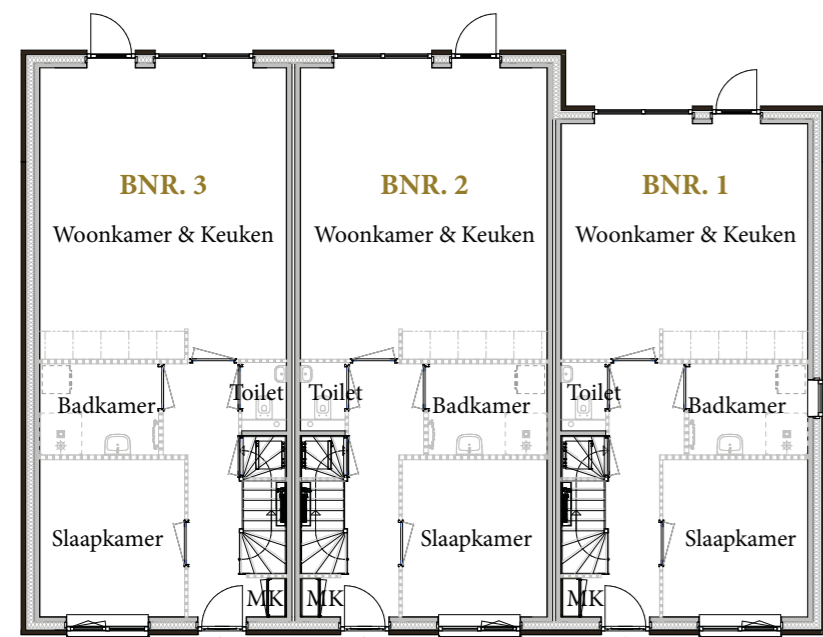 BNR. 3 BNR. 2 BNR. 1
Woonkamer & Keuken Woonkamer & Keuken Woonkamer & Keuken
Badkamer Toilet Toilet Badkamer Toilet Badkamer
Slaapkamer Slaapkamer Slaapkamer
MK MK MK